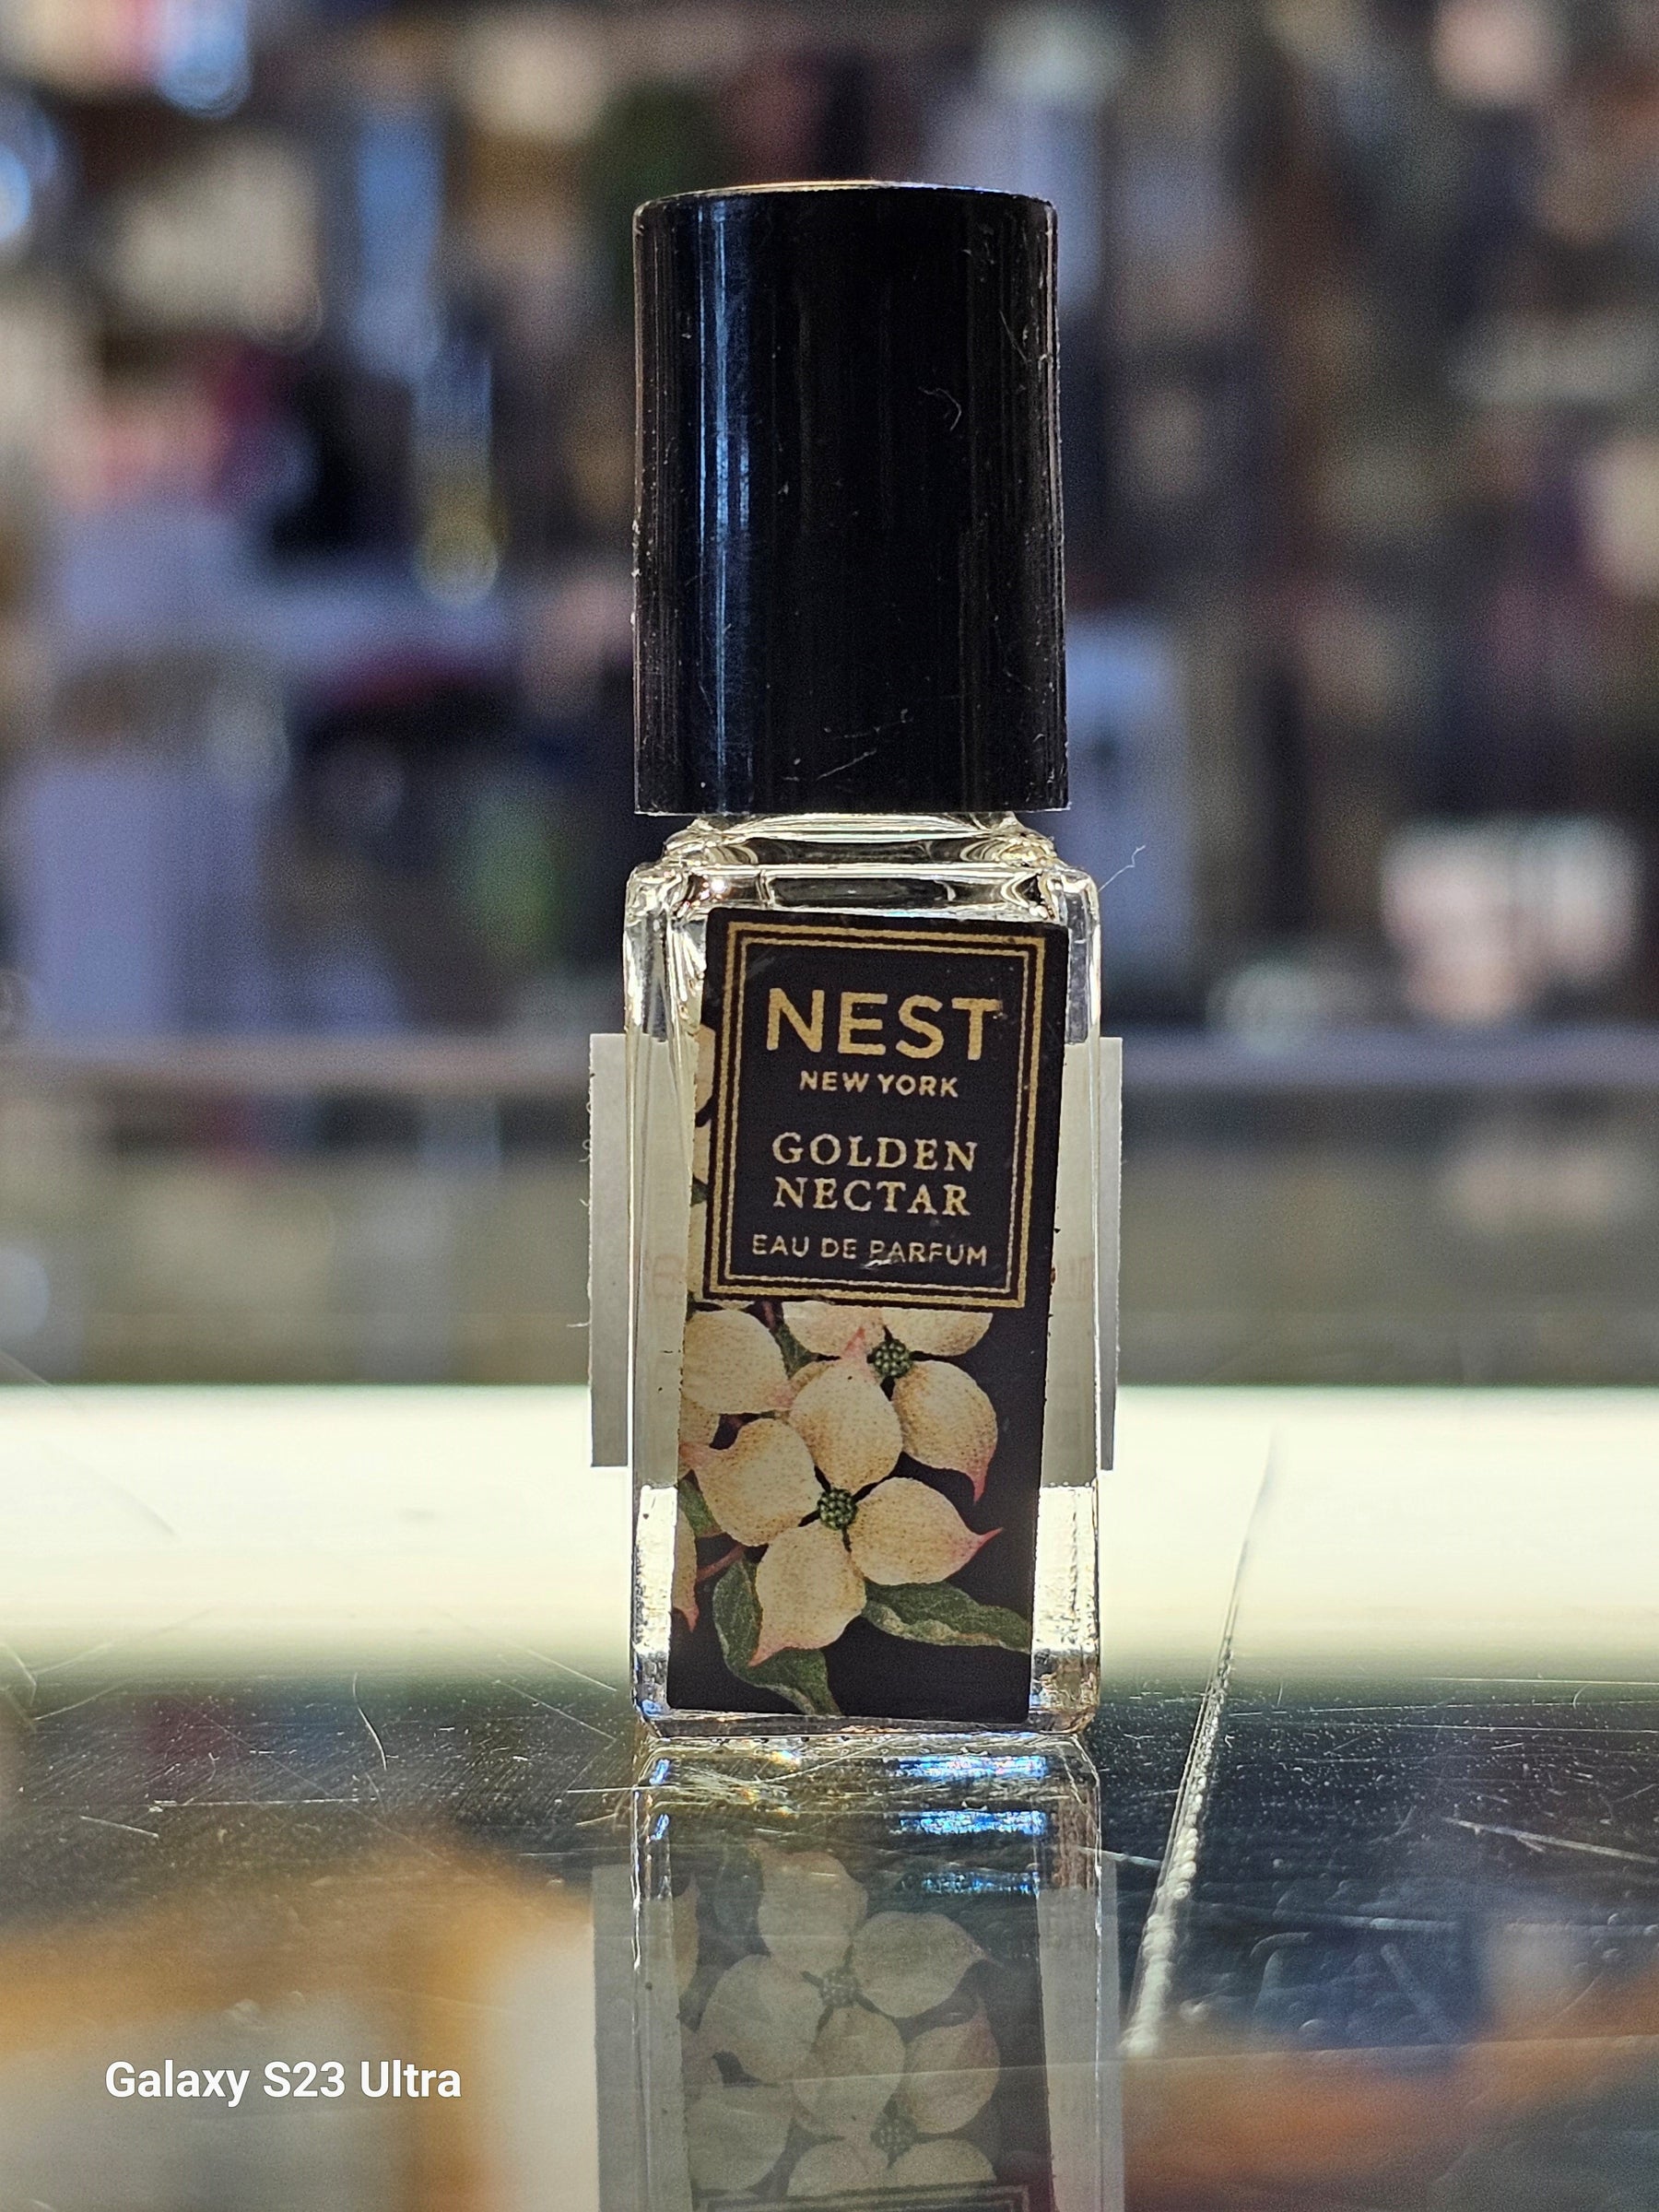 NEST
NEW YORK
GOLDEN
NECTAR
EAU DE PARFUM
Galaxy S23 Ultra